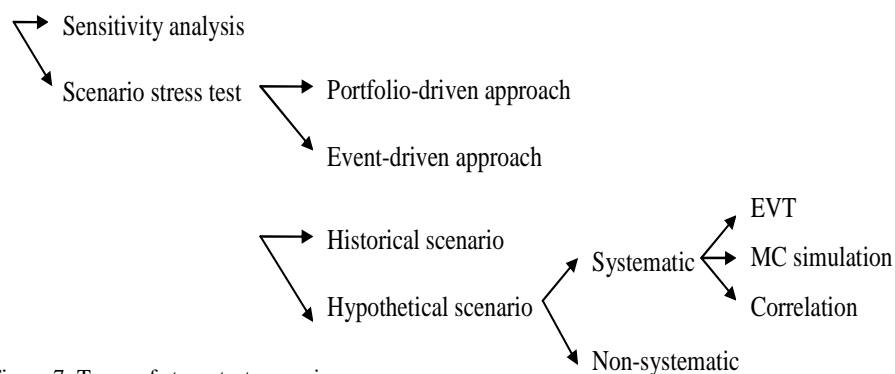 Sensitivity analysis
Scenario stress test
Portfolio-driven approach
Event-driven approach
Historical scenario
Hypothetical scenario
Systematic
Non-systematic
EVT
MC simulation
Correlation